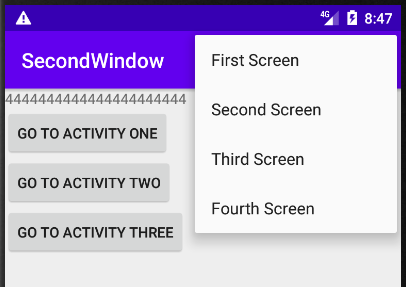 4G 8:47
SecondWindow
First Screen
Second Screen
Third Screen
Fourth Screen
44444444444444444444444
GO TO ACTIVITY ONE
GO TO ACTIVITY TWO
GO TO ACTIVITY THREE